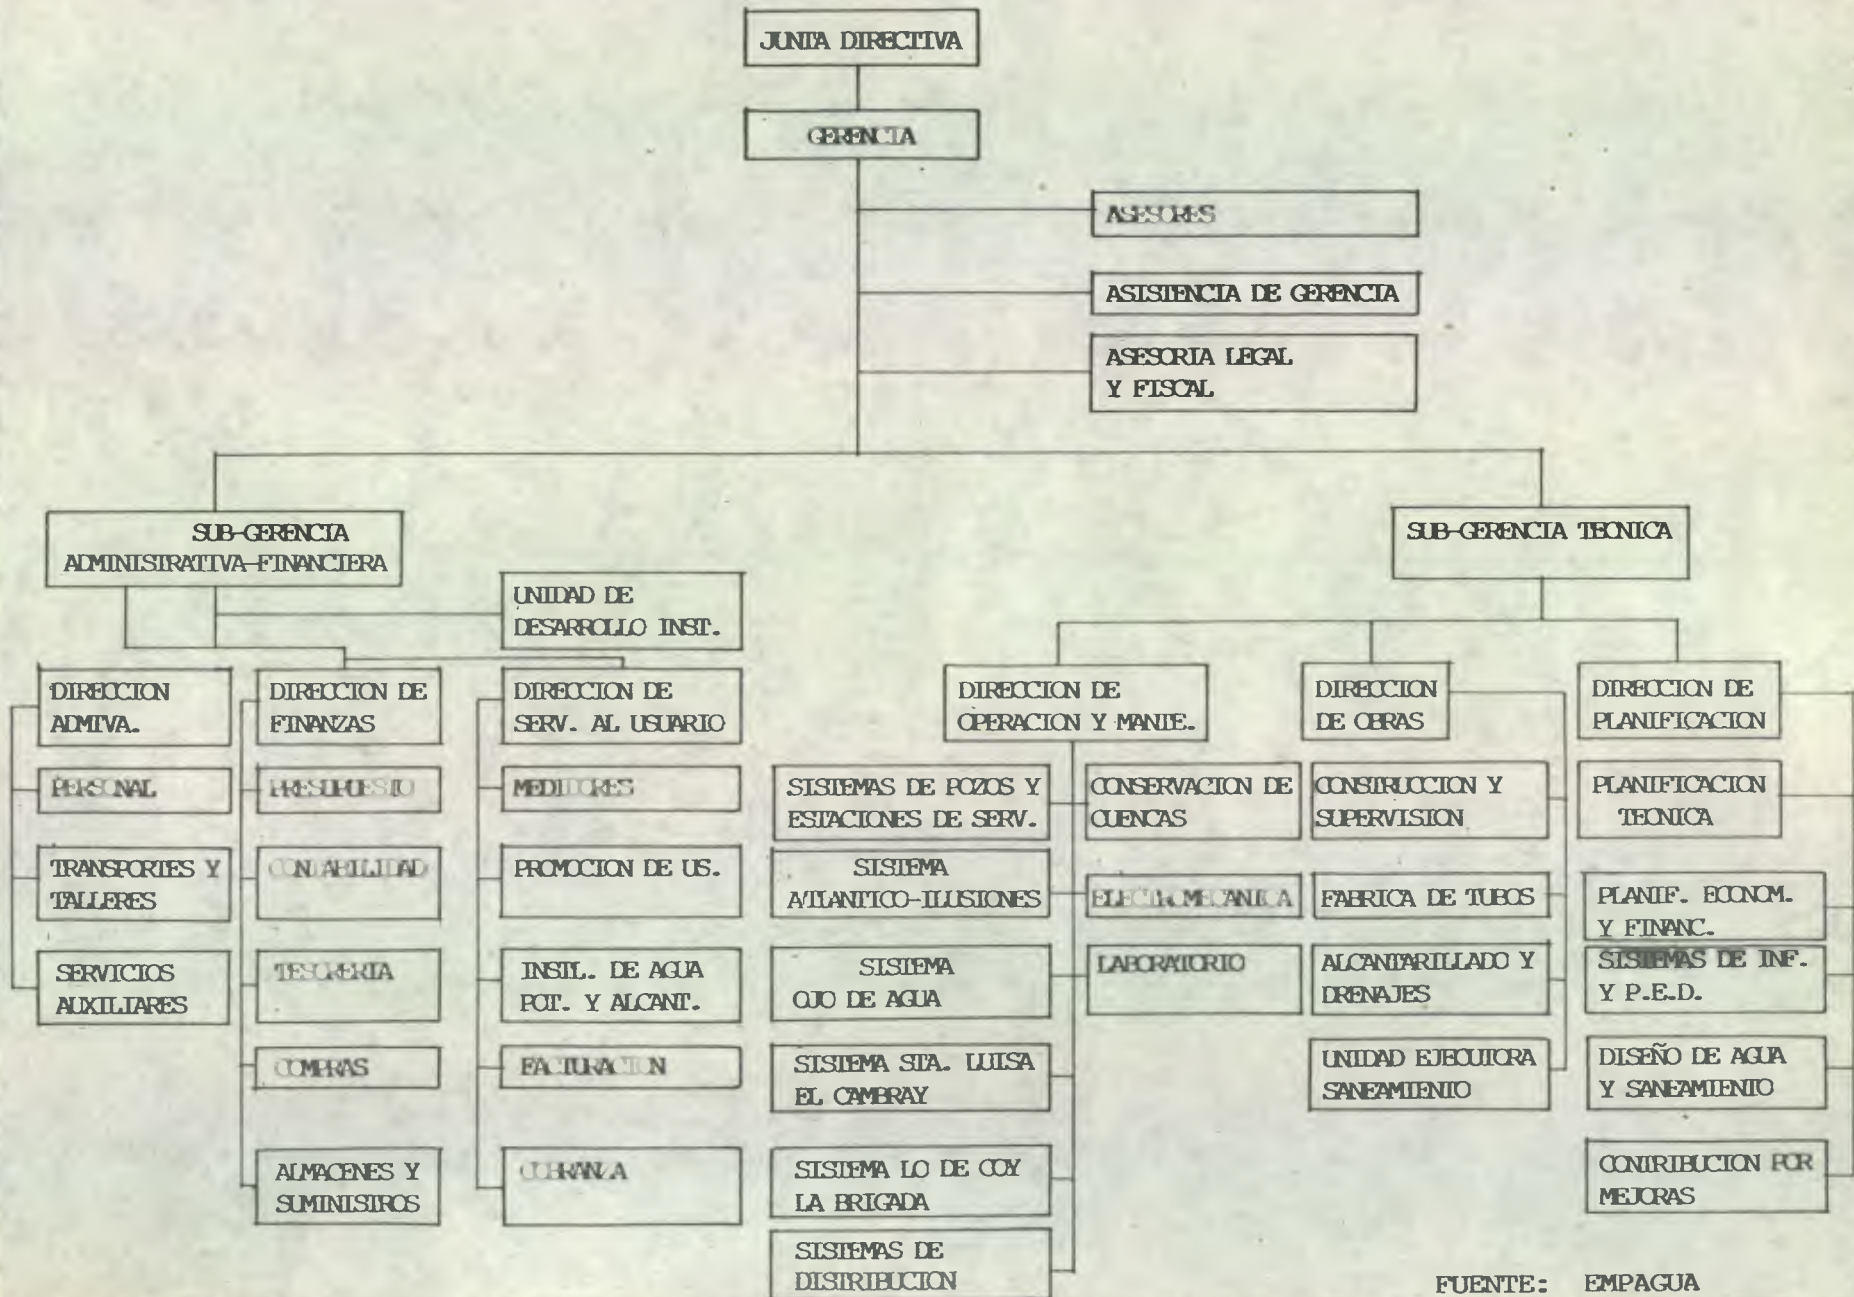 JUNTA DIRECTIVA
GERENCIA
ASESORES
ASISTENCIA DE GERENCIA
ASESORIA LEGAL
Y FISCAL
SUB-GERENCIA
ADMINISTRATIVA-FINANCIERA
SUB-GERENCIA TECNICA
UNIDAD DE
DESARROLLO INST.
DIRECCION
ADMIVA.
PERSONAL
TRANSPORTES Y
TALLERES
SERVICIOS
AUXILIARES
DIRECCION DE
FINANZAS
PRESUPUESTO
CONTABILIDAD
TESORERIA
COMPRAS
ALMACENES Y
SUMINISTROS
DIRECCION DE
SERV. AL USUARIO
MEDIDORES
PROMOCION DE US.
INSTL. DE AGUA
POT. Y ALCANT.
FACTURACION
COBRANZA
DIRECCION DE
OPERACION Y MANTE.
SISTEMAS DE POZOS Y
ESTACIONES DE SERV.
SISTEMA
ATLANTICO-ILUSIONES
SISTEMA
OJO DE AGUA
SISTEMA STA. LUISA
EL CAMBRAY
SISTEMA LO DE COY
LA BRIGADA
SISTEMAS DE
DISTRIBUCION
CONSERVACION DE
CUENCAS
ELECTROMECANICA
LABORATORIO
DIRECCION
DE OBRAS
CONSTRUCCION Y
SUPERVISION
FABRICA DE TUBOS
ALCANTARILLADO Y
DRENAJES
UNIDAD EJECUTORA
SANEAMIENTO
DIRECCION DE
PLANIFICACION
PLANIFICACION
TECNICA
PLANIF. ECONOM.
Y FINANC.
SISTEMAS DE INF.
Y P.E.D.
DISEÑO DE AGUA
Y SANEAMIENTO
CONTRIBUCION POR
MEJORAS
FUENTE: EMPAGUA